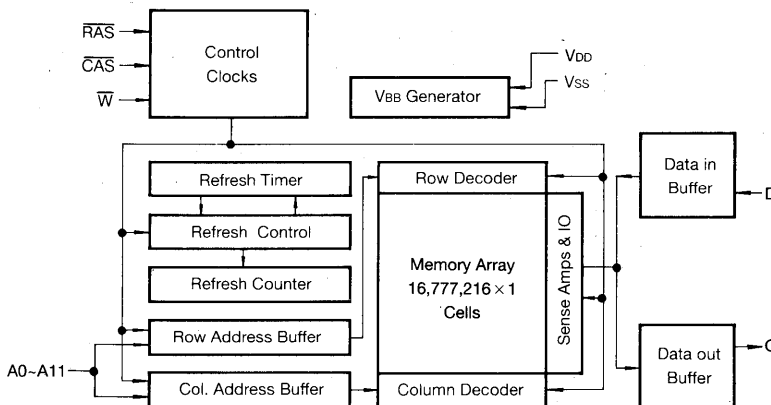 RAS
CAS
W
Control
Clocks
VBB Generator
VDD
VSS
Refresh Timer
Refresh Control
Refresh Counter
Row Address Buffer
Col. Address Buffer
A0~A11
Row Decoder
Memory Array
16,777,216×1
Cells
Sense Amps & IO
Column Decoder
Data in
Buffer
Data out
Buffer